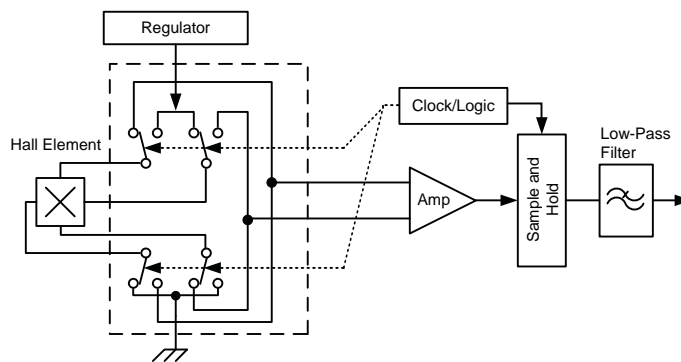 Regulator
Hall Element
Clock/Logic
Amp
Sample and
Hold
Low-Pass
Filter